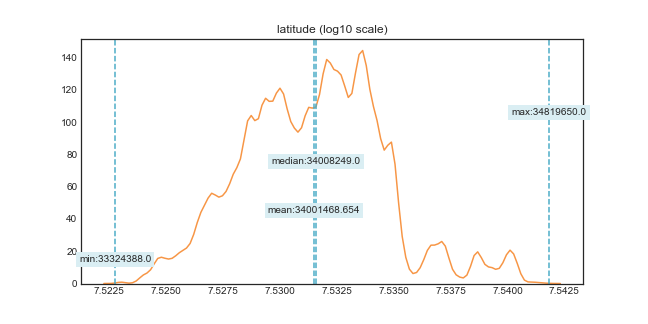 latitude (log10 scale)
140
120
100
80
60
40
20
0
max:34819650.0
median:34008249.0
mean:34001468.654
min:33324388.0
7.5225 7.5250 7.5275 7.5300 7.5325 7.5350 7.5375 7.5400 7.5425